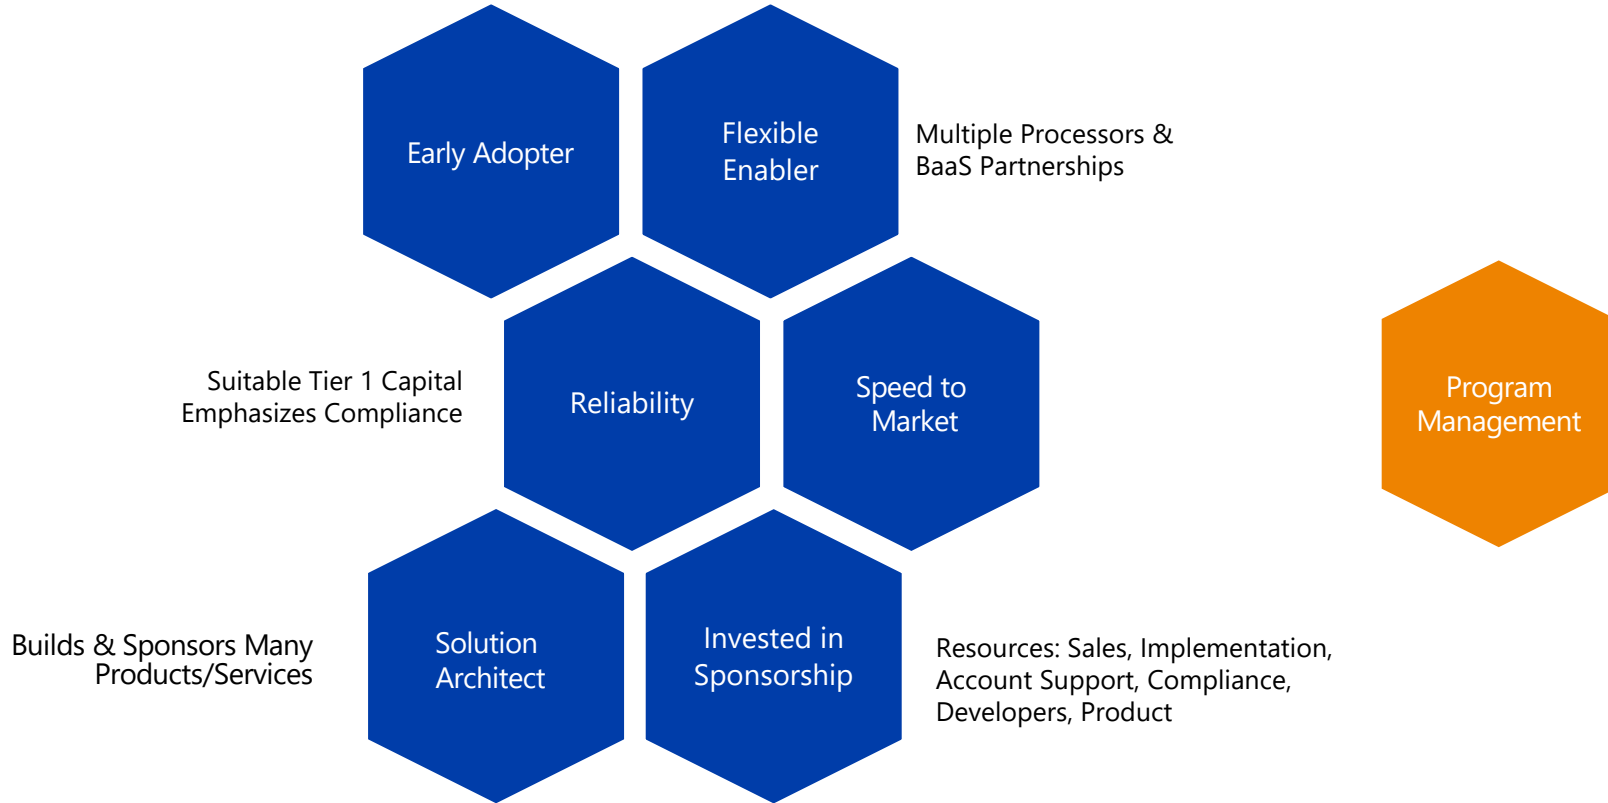 Early Adopter
Flexible
Enabler
Multiple Processors &
BaaS Partnerships
Suitable Tier 1 Capital
Emphasizes Compliance
Reliability
Speed to
Market
Program
Management
Builds & Sponsors Many
Products/Services
Solution
Architect
Invested in
Sponsorship
Resources: Sales, Implementation,
Account Support, Compliance,
Developers, Product